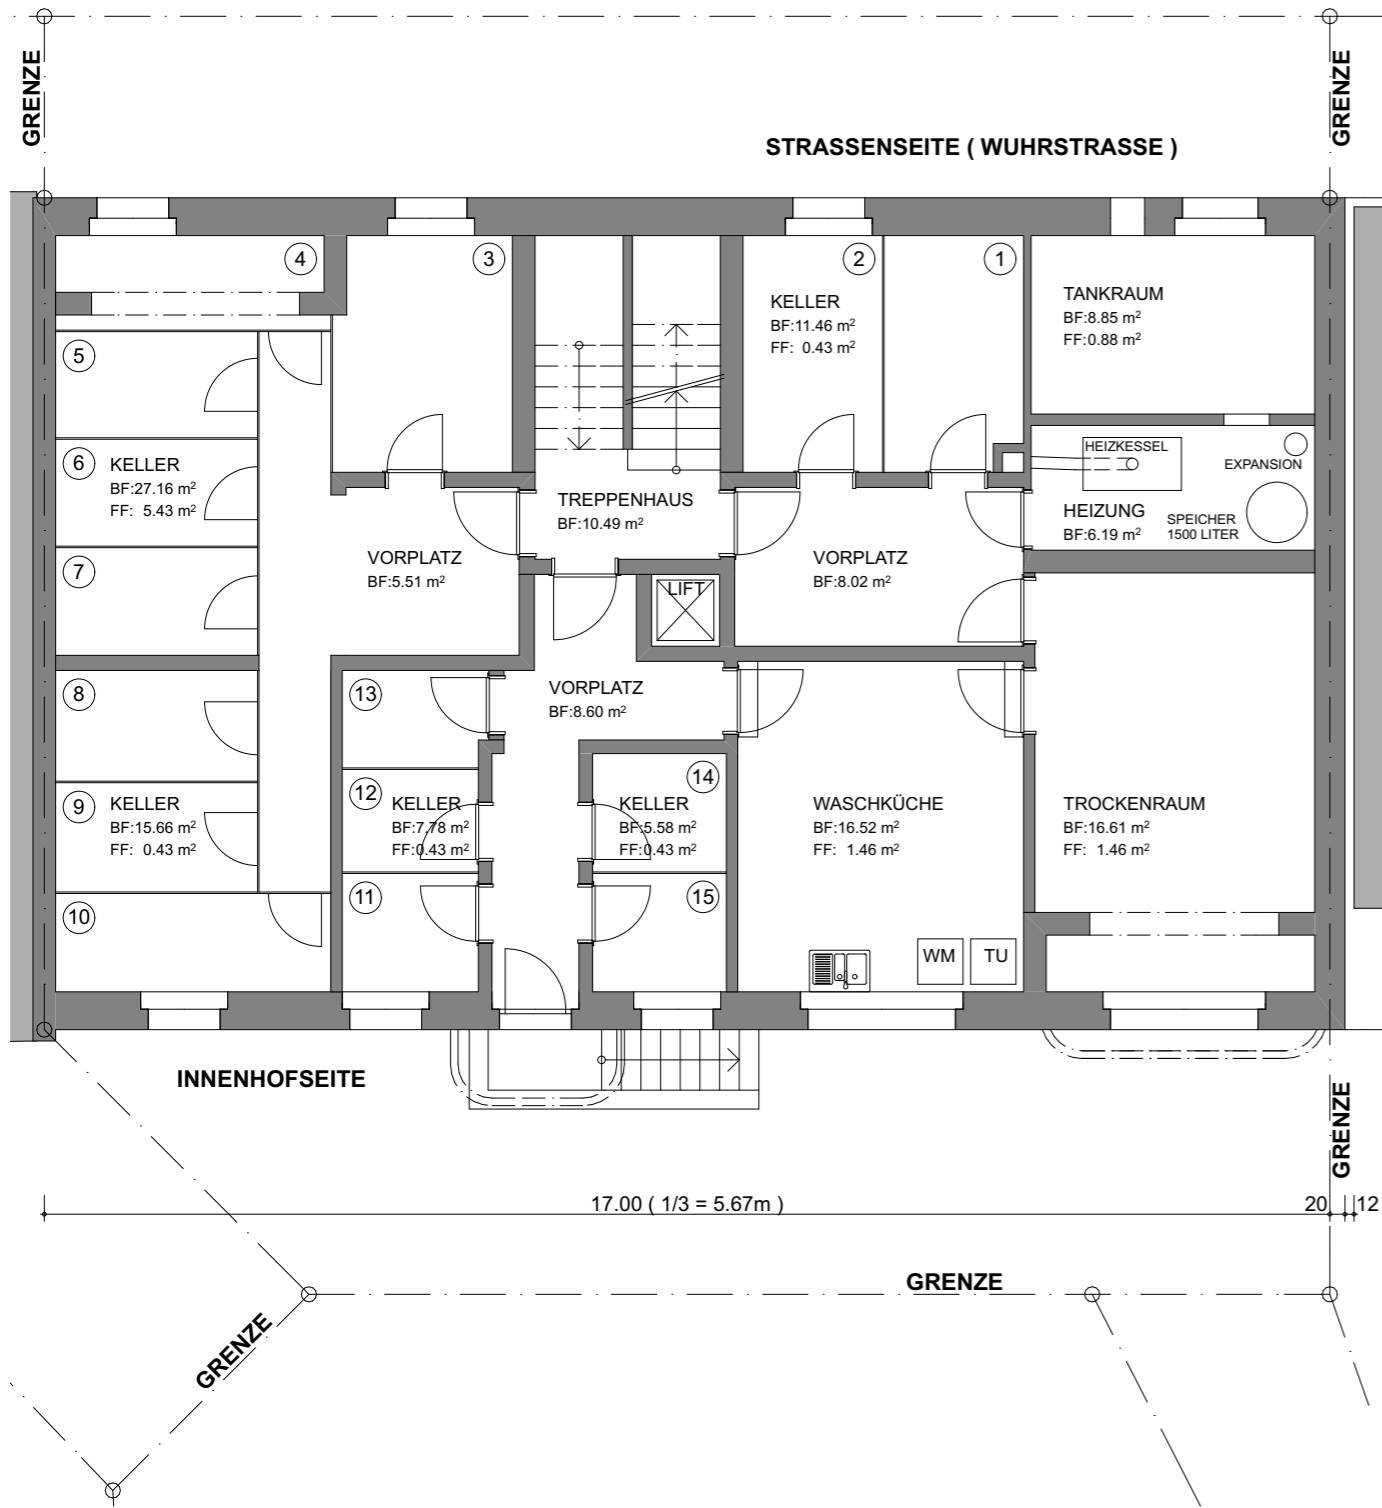 GRENZE
GRENZE
STRASSENSEITE ( WUHRSTRASSE )
4
3
2
1
KELLER
BF:11.46 m²
FF: 0.43 m²
TANKRAUM
BF:8.85 m²
FF:0.88 m²
5
6
KELLER
BF:27.16 m²
FF: 5.43 m²
7
HEIZKESSEL
EXPANSION
HEIZUNG
BF:6.19 m²
SPEICHER
1500 LITER
TREPPENHAUS
BF:10.49 m²
VORPLATZ
BF:5.51 m²
VORPLATZ
BF:8.02 m²
LIFT
8
13
VORPLATZ
BF:8.60 m²
9
KELLER
BF:15.66 m²
FF: 0.43 m²
12
KELLER
BF:7.78 m²
FF:0.43 m²
14
KELLER
BF:5.58 m²
FF:0.43 m²
WASCHKÜCHE
BF:16.52 m²
FF: 1.46 m²
TROCKENRAUM
BF:16.61 m²
FF: 1.46 m²
10
11
15
WM
TU
INNENHOFSEITE
GRENZE
17.00 ( 1/3 = 5.67m )
20
12
GRENZE
GRENZE